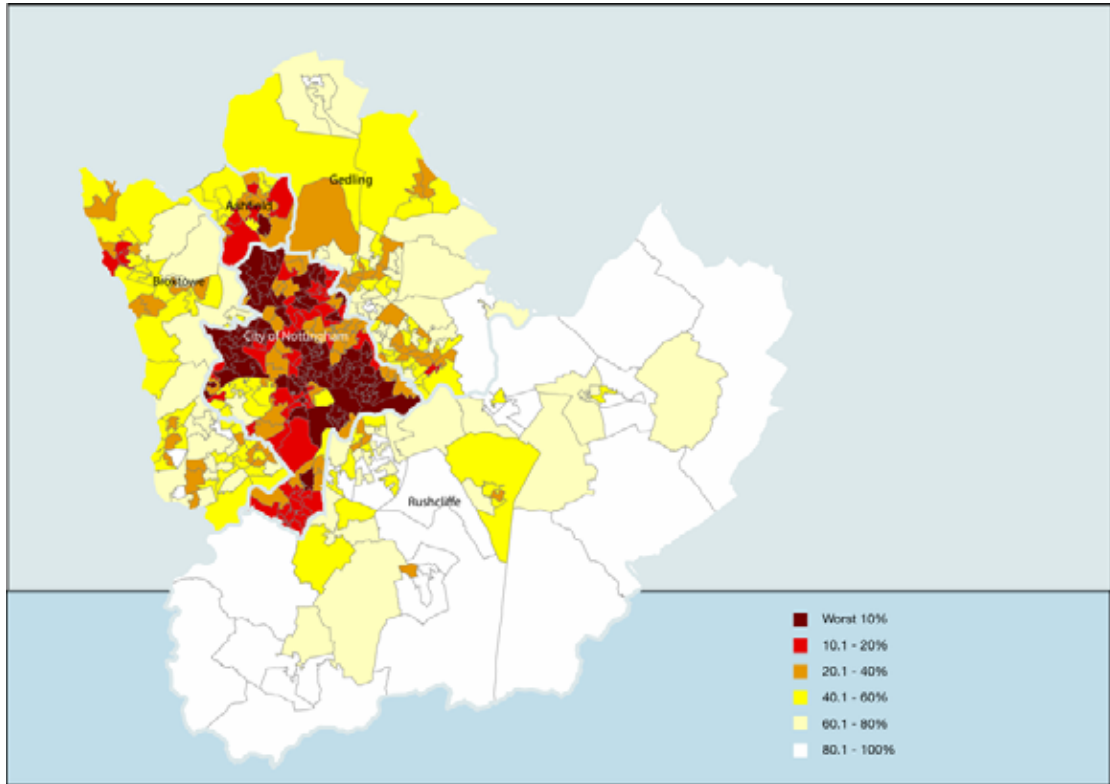 Gedling
Ashfield
Broxtowe
City of Nottingham
Rushcliffe
Worst 10%
10.1 - 20%
20.1 - 40%
40.1 - 60%
60.1 - 80%
80.1 - 100%